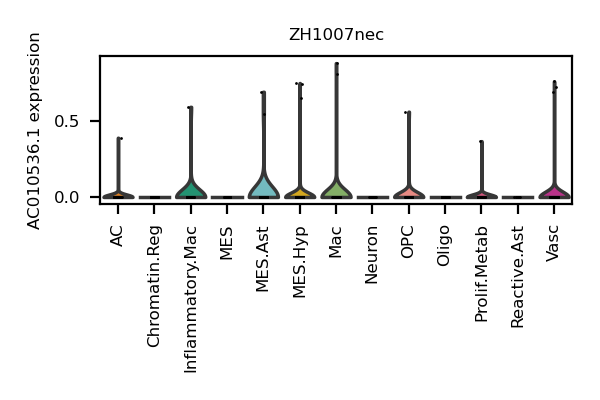 ZH1007nec
AC010536.1 expression
0.5
0.0
AC
Chromatin.Reg
Inflammatory.Mac
MES
MES.Ast
MES.Hyp
Mac
Neuron
OPC
Oligo
Prolif.Metab
Reactive.Ast
Vasc